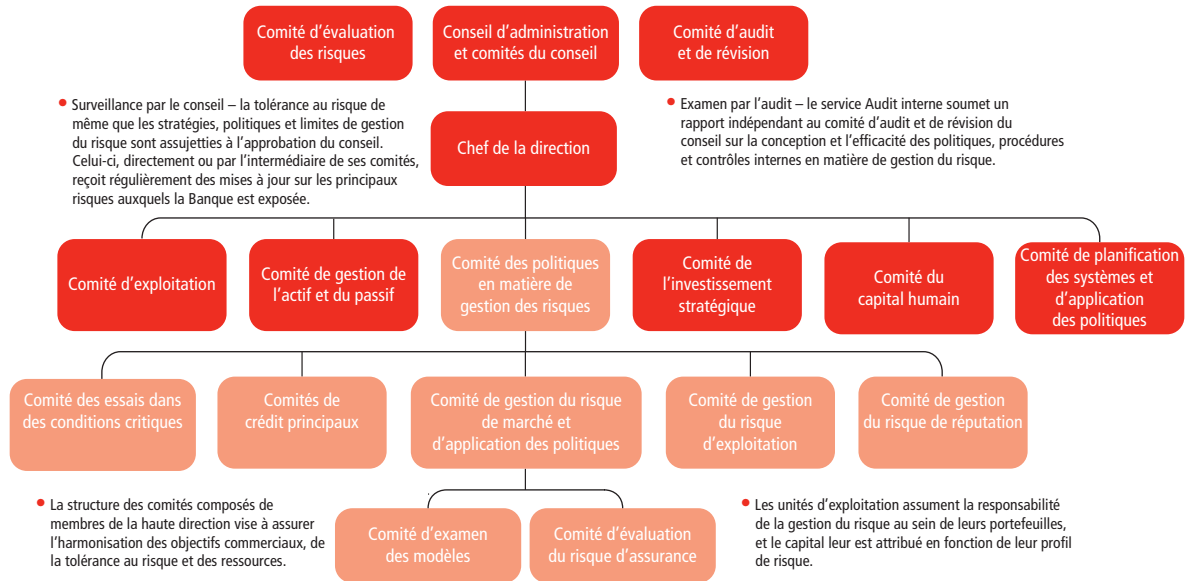 Comité d'évaluation
des risques
Conseil d'administration
et comités du conseil
Comité d'audit
et de révision
• Surveillance par le conseil – la tolérance au risque de
même que les stratégies, politiques et limites de gestion
du risque sont assujetties à l'approbation du conseil.
Celui-ci, directement ou par l'intermédiaire de ses comités,
reçoit régulièrement des mises à jour sur les principaux
risques auxquels la Banque est exposée.
Chef de la direction
• Examen par l'audit – le service Audit interne soumet un
rapport indépendant au comité d'audit et de révision du
conseil sur la conception et l'efficacité des politiques, procédures
et contrôles internes en matière de gestion du risque.
Comité d'exploitation
Comité de gestion de
l'actif et du passif
Comité des politiques
en matière de
gestion des risques
Comité de
l'investissement
stratégique
Comité du
capital humain
Comité de planification
des systèmes et
d'application
des politiques
Comité des essais dans
des conditions critiques
Comités de
crédit principaux
Comité de gestion du risque
de marché et
d'application des politiques
Comité de gestion
du risque
d'exploitation
Comité de gestion
du risque de réputation
• La structure des comités composés de
membres de la haute direction vise à assurer
l'harmonisation des objectifs commerciaux, de
la tolérance au risque et des ressources.
Comité d'examen
des modèles
Comité d'évaluation
du risque d'assurance
• Les unités d'exploitation assument la responsabilité
de la gestion du risque au sein de leurs portefeuilles,
et le capital leur est attribué en fonction de leur profil
de risque.